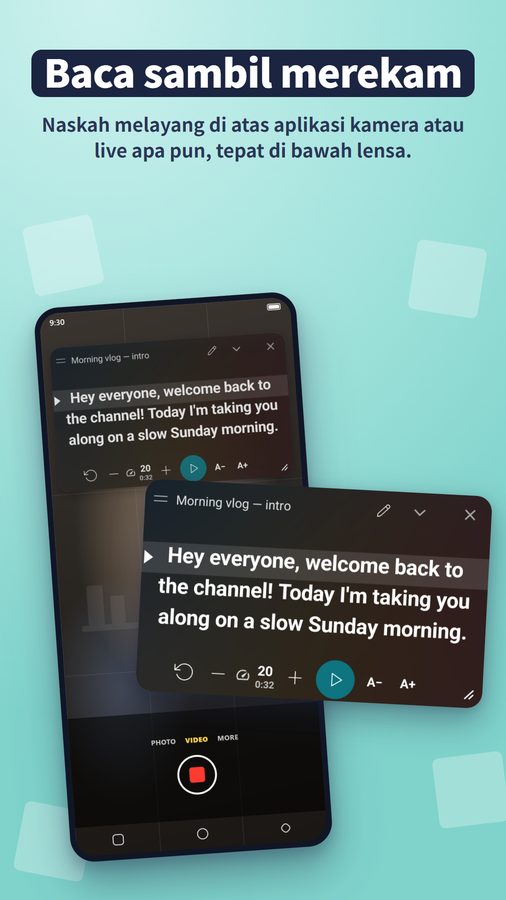 Baca sambil merekam
Naskah melayang di atas aplikasi kamera atau
live apa pun, tepat di bawah lensa.
9:30
Morning vlog — intro
Hey everyone, welcome back to
the channel! Today I'm taking you
along on a slow Sunday morning.
20
0:32
A−
A+
Morning vlog — intro
Hey everyone, welcome back to
the channel! Today I'm taking you
along on a slow Sunday morning.
20
0:32
A−
A+
PHOTO VIDEO MORE